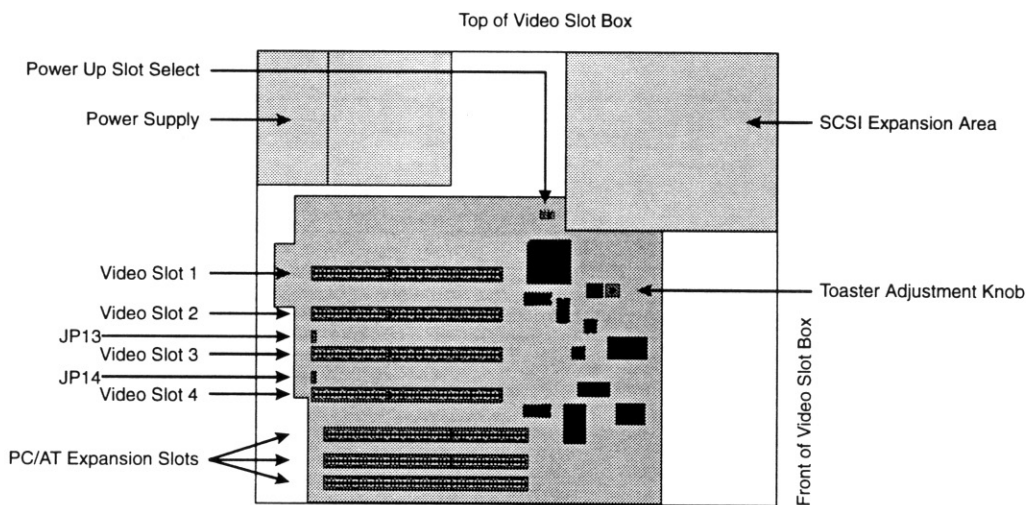 Top of Video Slot Box
Power Up Slot Select
Power Supply
SCSI Expansion Area
Video Slot 1
Video Slot 2
JP13
Video Slot 3
JP14
Video Slot 4
PC/AT Expansion Slots
Toaster Adjustment Knob
Front of Video Slot Box